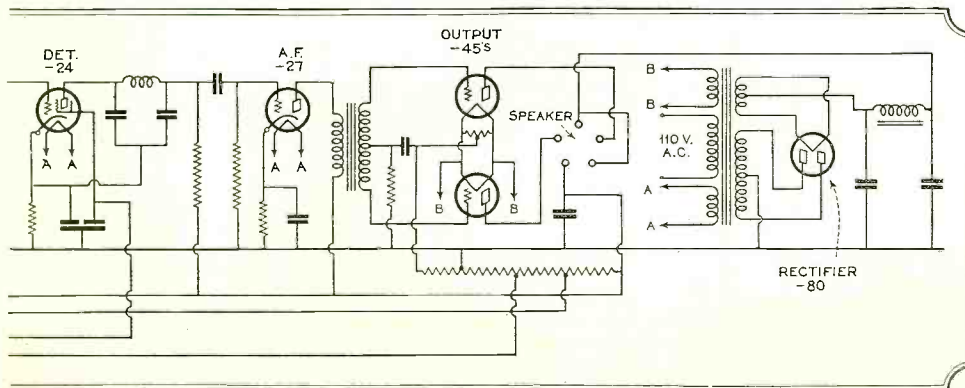 DET.
-24
A
A
A.F.
-27
A
A
OUTPUT
-45's
B
B
SPEAKER
B
B
110 V.
A.C.
A
A
RECTIFIER
-80